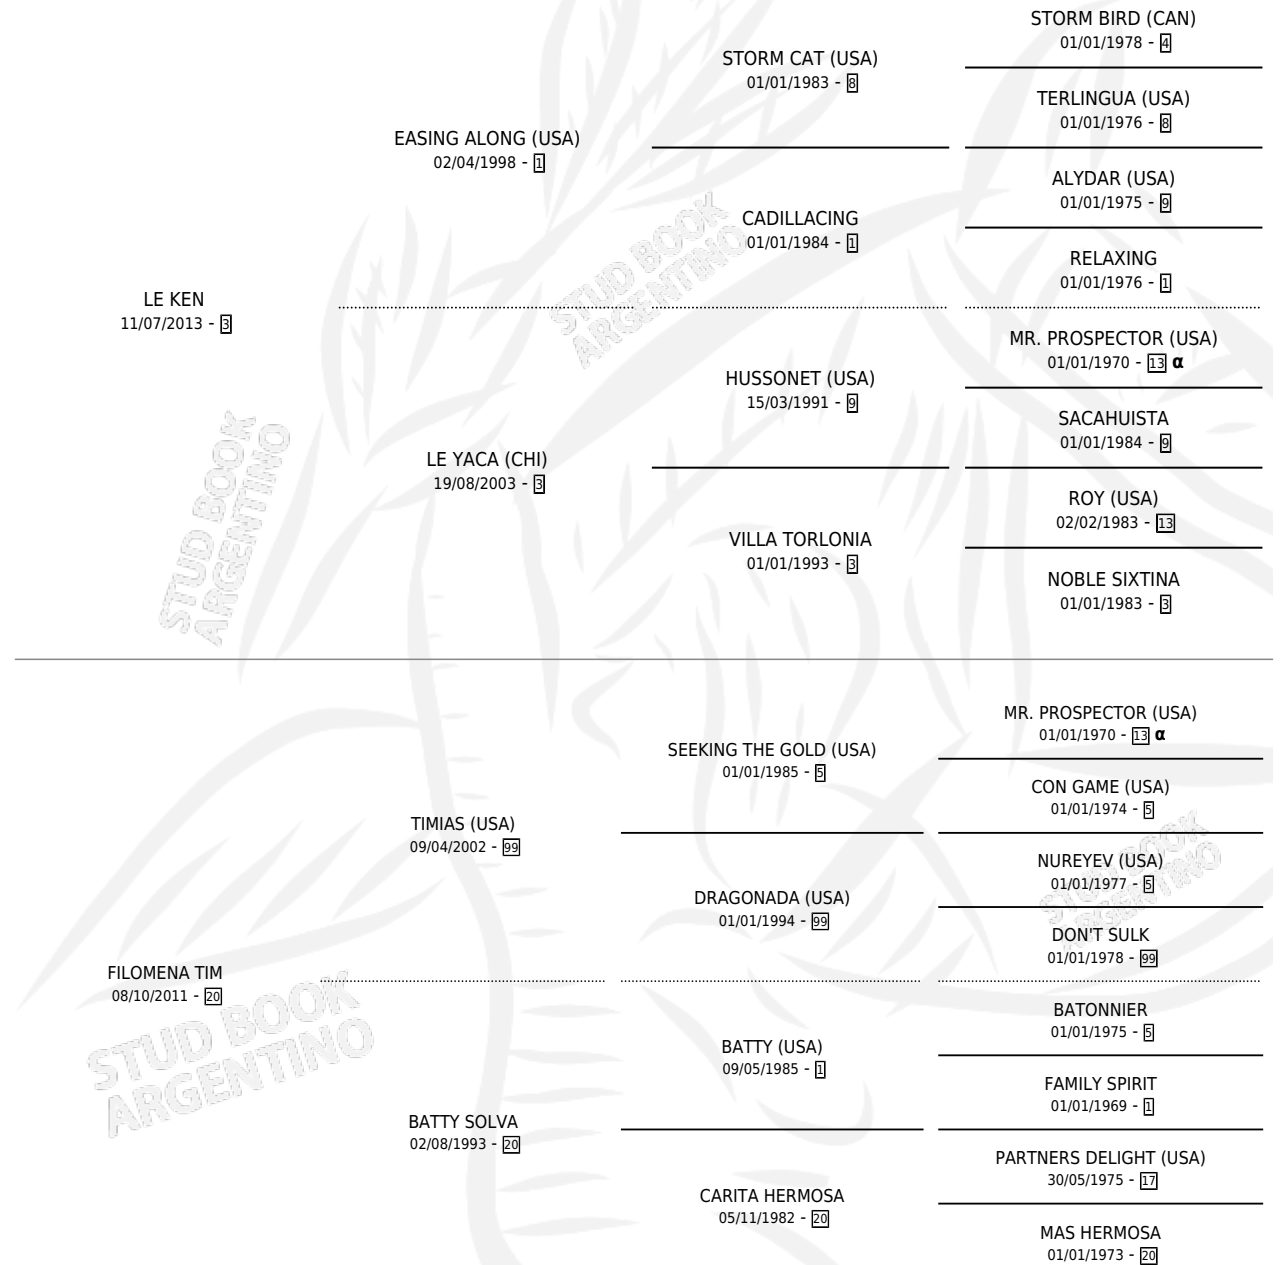 STORM BIRD (CAN)
01/01/1978 - 4
STORM CAT (USA)
01/01/1983 - 8
TERLINGUA (USA)
01/01/1976 - 8
EASING ALONG (USA)
02/04/1998 - 1
ALYDAR (USA)
01/01/1975 - 9
CADILLACING
01/01/1984 - 1
RELAXING
01/01/1976 - 1
LE KEN
11/07/2013 - 3
MR. PROSPECTOR (USA)
01/01/1970 - 13 α
HUSSONET (USA)
15/03/1991 - 9
SACAHUISTA
01/01/1984 - 9
LE YACA (CHI)
19/08/2003 - 3
ROY (USA)
02/02/1983 - 13
VILLA TORLONIA
01/01/1993 - 3
NOBLE SIXTINA
01/01/1983 - 3
STUD BOOK
ARGENTINO
STUD BOOK
ARGENTINO
MR. PROSPECTOR (USA)
01/01/1970 - 13 α
SEEKING THE GOLD (USA)
01/01/1985 - 5
CON GAME (USA)
01/01/1974 - 5
TIMIAS (USA)
09/04/2002 - 99
NUREYEV (USA)
01/01/1977 - 5
DRAGONADA (USA)
01/01/1994 - 99
DON'T SULK
01/01/1978 - 99
FILOMENA TIM
08/10/2011 - 20
BATONNIER
01/01/1975 - 5
BATTY (USA)
09/05/1985 - 1
FAMILY SPIRIT
01/01/1969 - 1
BATTY SOLVA
02/08/1993 - 20
PARTNERS DELIGHT (USA)
30/05/1975 - 17
CARITA HERMOSA
05/11/1982 - 20
MAS HERMOSA
01/01/1973 - 20
STUD BOOK
ARGENTINO
STUD BOOK
ARGENTINO